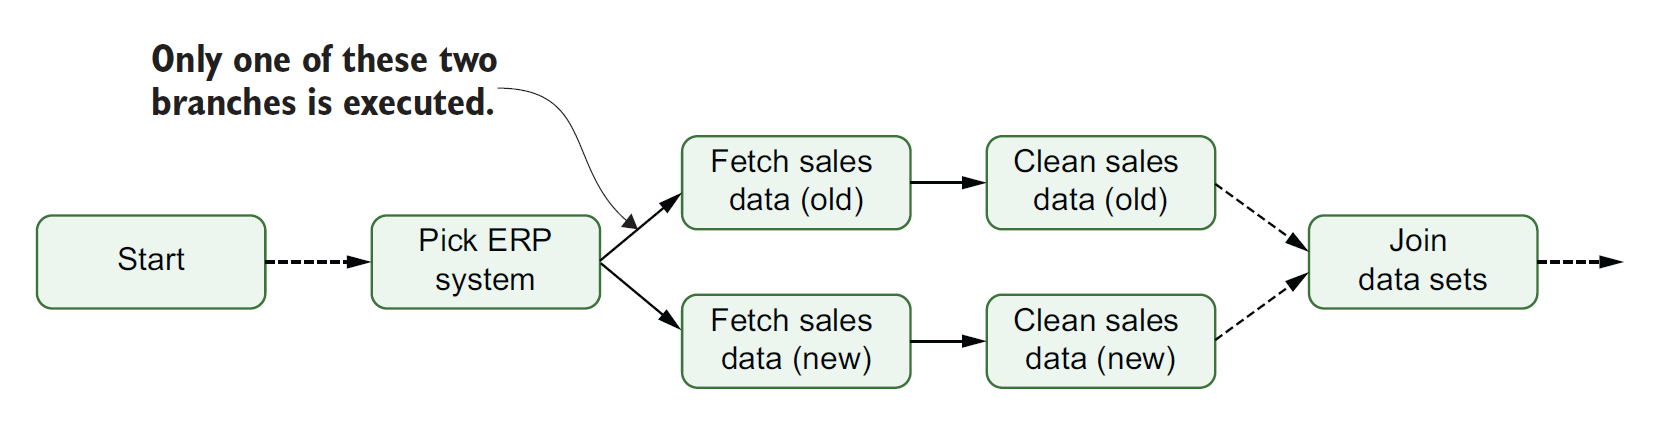 Only one of these two
branches is executed.
Start
Pick ERP
system
Fetch sales
data (old)
Clean sales
data (old)
Fetch sales
data (new)
Clean sales
data (new)
Join
data sets